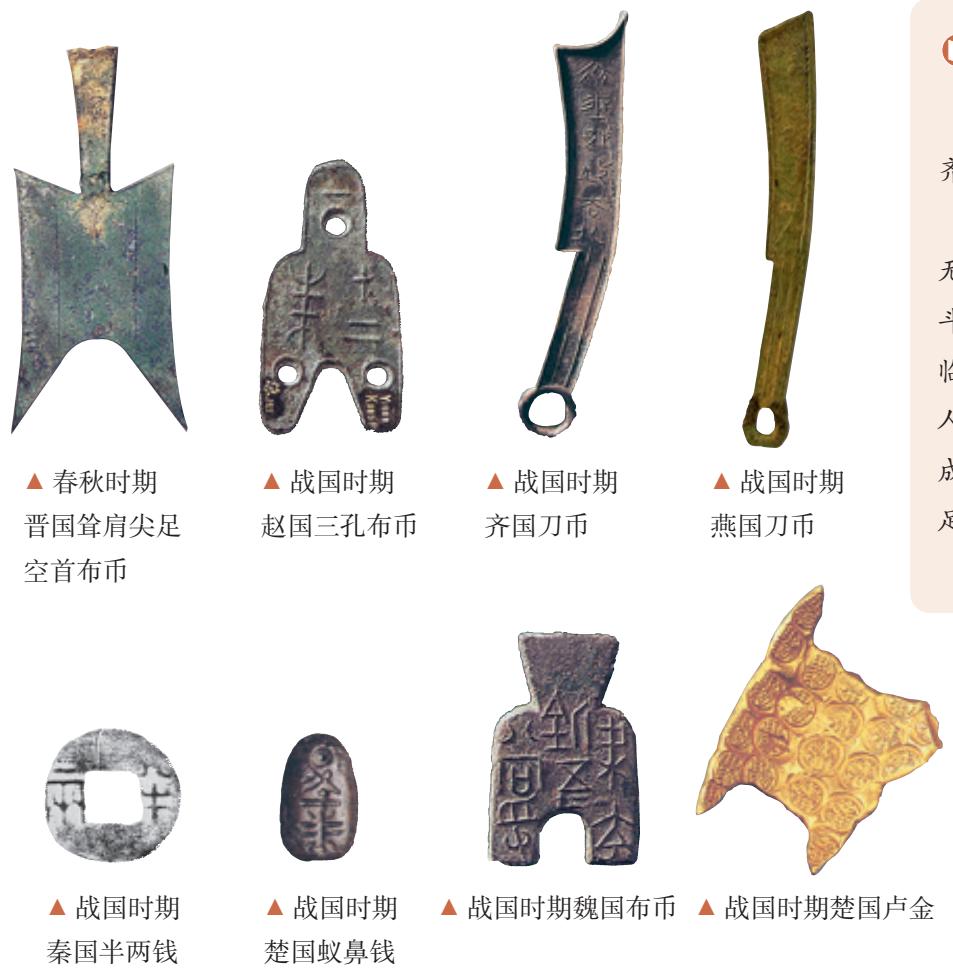 ▲ 春秋时期
晋国耸肩尖足
空首布币
▲ 战国时期
赵国三孔布币
▲ 战国时期
齐国刀币
▲ 战国时期
燕国刀币
▲ 战国时期
秦国半两钱
▲ 战国时期
楚国蚁鼻钱
▲ 战国时期魏国布币
▲ 战国时期楚国卢金
齐
斗
临
人
成
足